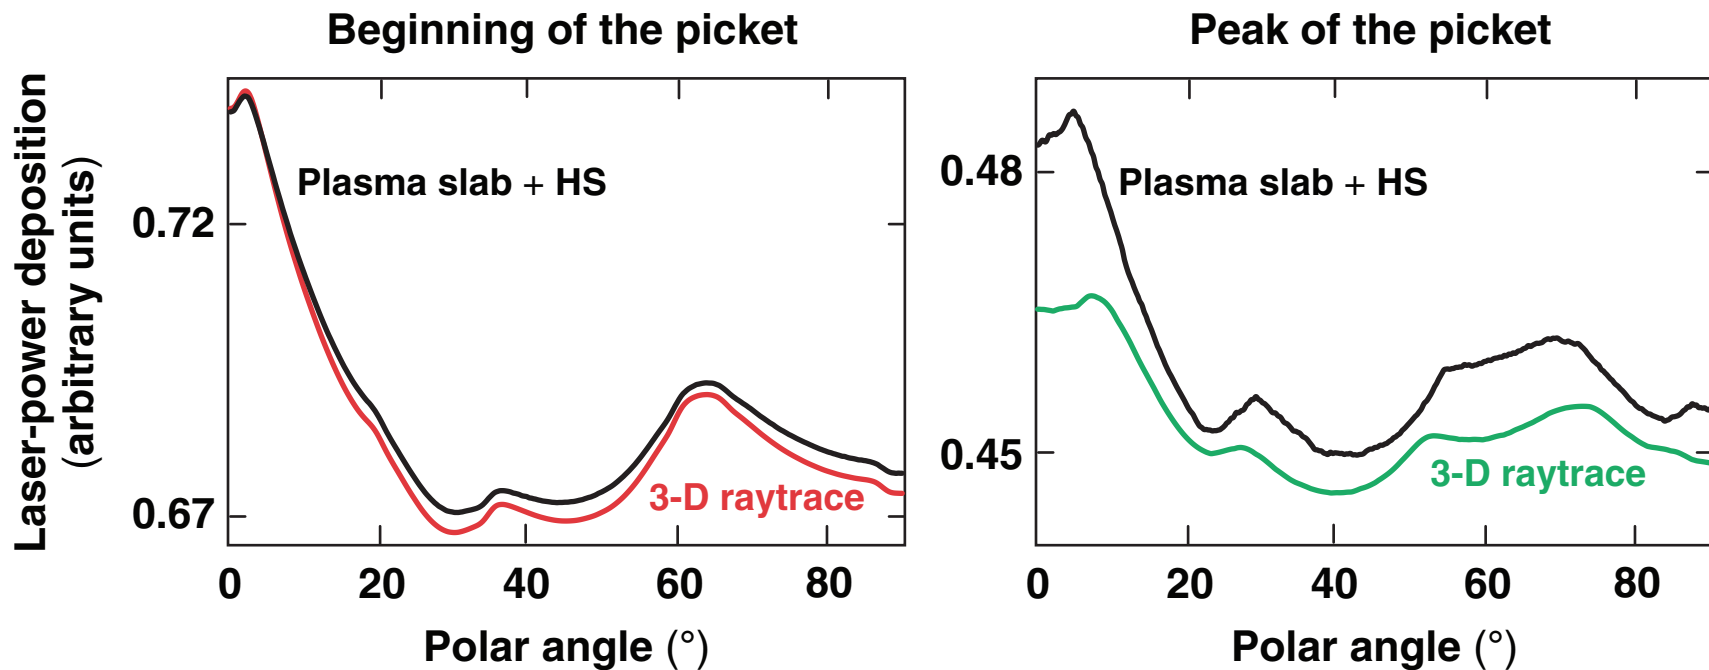 Beginning of the picket
Peak of the picket
Laser-power deposition
(arbitrary units)
0.72
0.67
Plasma slab + HS
3-D raytrace
0 20 40 60 80
Polar angle (°)
0.48
0.45
Plasma slab + HS
3-D raytrace
0 20 40 60 80
Polar angle (°)